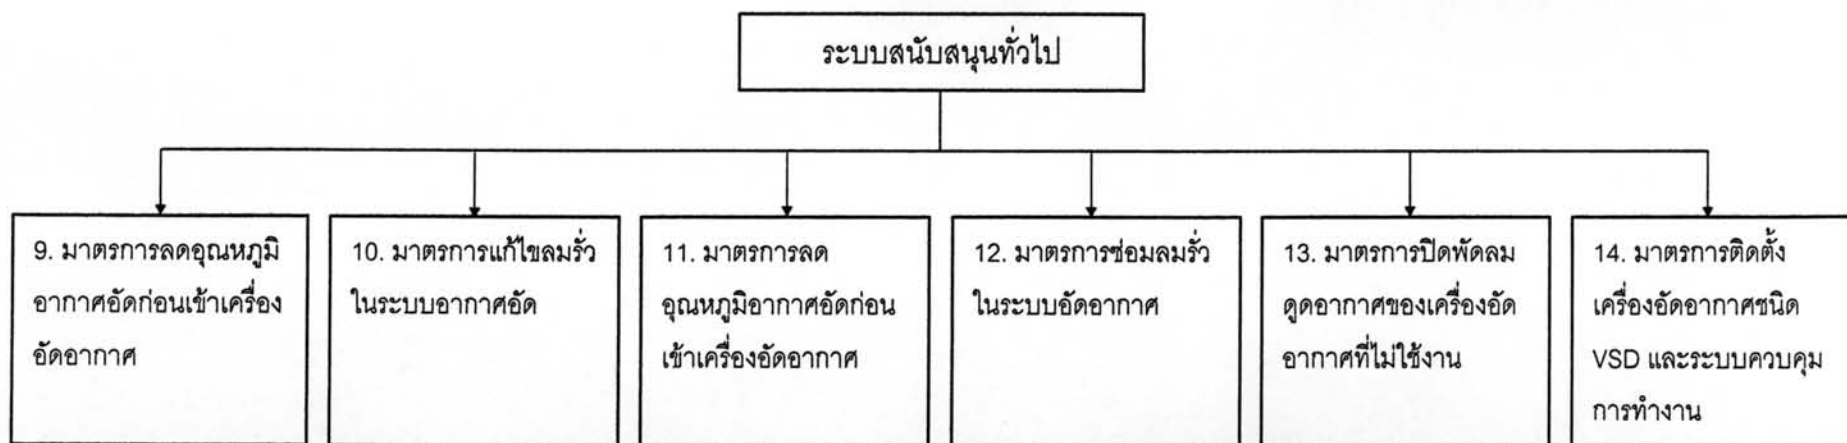 ระบบสนับสนุนทั่วไป
9. มาตรการลดอุณหภูมิ
อากาศอัดก่อนเข้าเครื่อง
อัดอากาศ
10. มาตรการแก้ไขลมรั่ว
ในระบบอากาศอัด
11. มาตรการลด
อุณหภูมิอากาศอัดก่อน
เข้าเครื่องอัดอากาศ
12. มาตรการซ่อมลมรั่ว
ในระบบอัดอากาศ
13. มาตรการปิดพัดลม
ดูดอากาศของเครื่องอัด
อากาศที่ไม่ใช้งาน
14. มาตรการติดตั้ง
เครื่องอัดอากาศชนิด
VSD และระบบควบคุม
การทำงาน